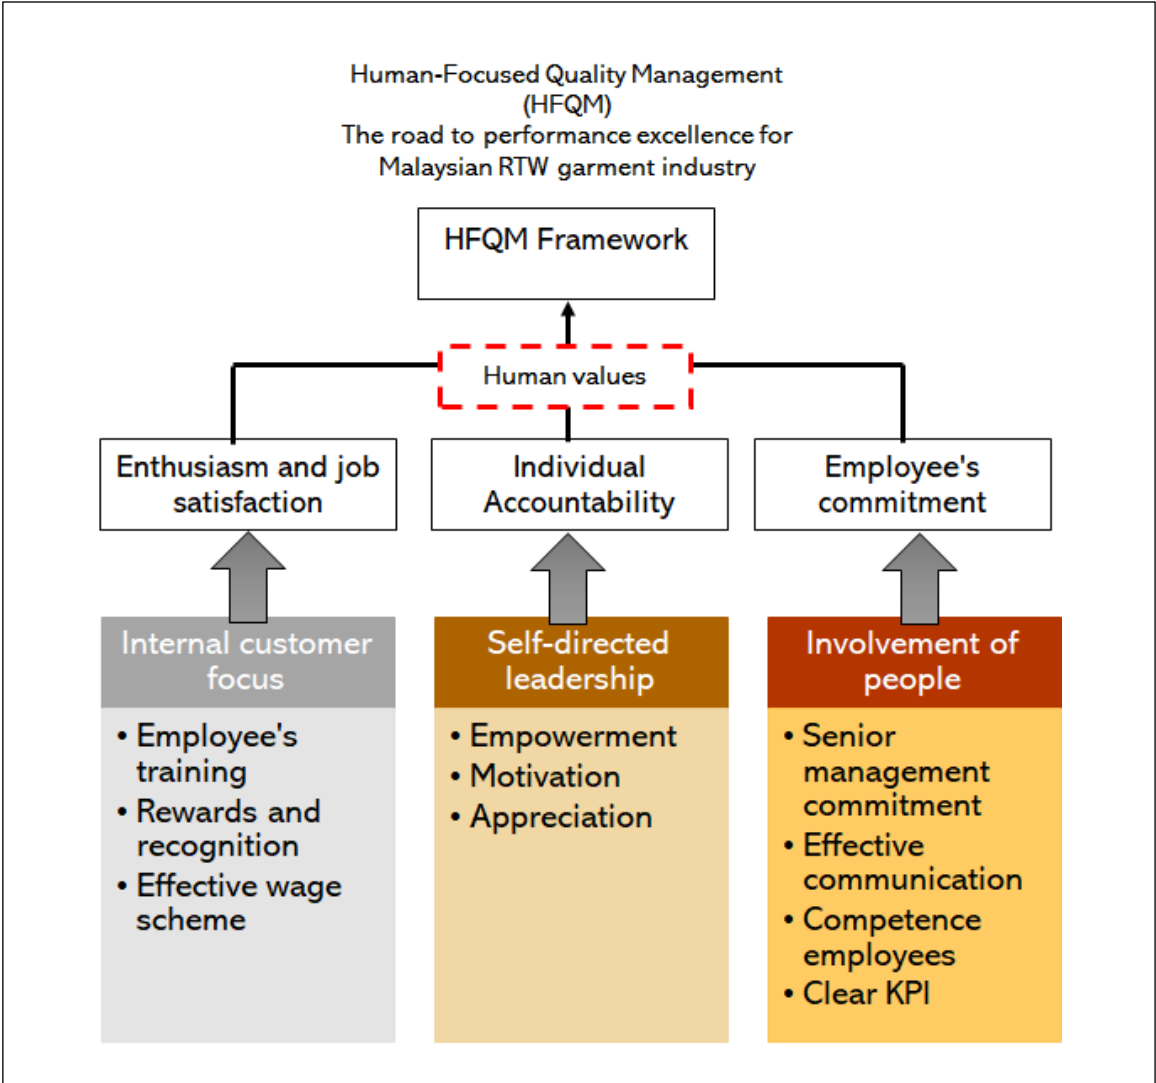 Human-Focused Quality Management
(HFQM)
The road to performance excellence for
Malaysian RTW garment industry
HFQM Framework
Human values
Enthusiasm and job
satisfaction
Individual
Accountability
Employee's
commitment
Internal customer
focus
• Employee's
training
• Rewards and
recognition
• Effective wage
scheme
Self-directed
leadership
• Empowerment
• Motivation
• Appreciation
Involvement of
people
• Senior
management
commitment
• Effective
communication
• Competence
employees
• Clear KPI